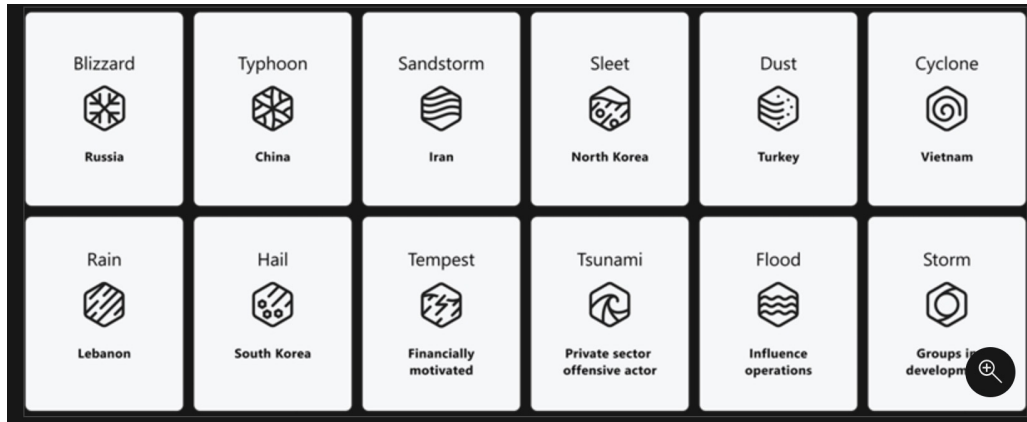 Blizzard
Russia
Typhoon
China
Sandstorm
Iran
Sleet
North Korea
Dust
Turkey
Cyclone
Vietnam
Rain
Lebanon
Hail
South Korea
Tempest
Financially
motivated
Tsunami
Private sector
offensive actor
Flood
Influence
operations
Storm
Groups